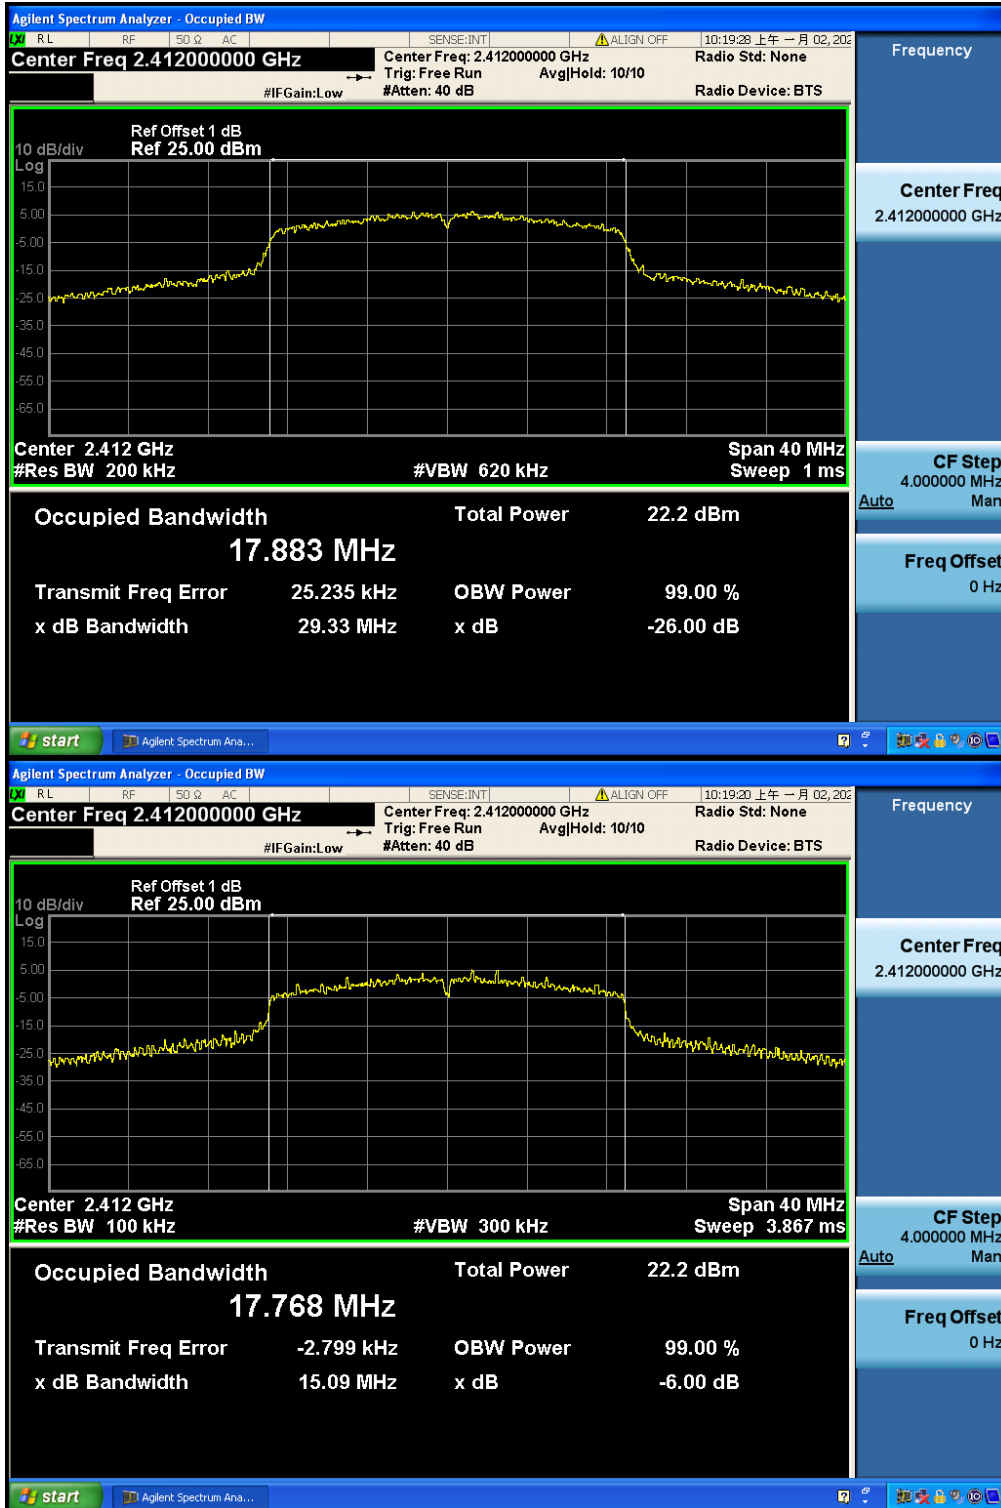 Agilent Spectrum Analyzer - Occupied BW
LXI RL RF 50 Ω AC SENSE:INT ALIGN OFF 10:19:28 上午 一月 02, 202
Center Freq 2.412000000 GHz
Center Freq: 2.412000000 GHz
Radio Std: None
Trig: Free Run Avg|Hold: 10/10
#IFGain:Low #Atten: 40 dB Radio Device: BTS
Frequency
Ref Offset 1 dB
10 dB/div Ref 25.00 dBm
Log
15.0
5.00
-5.00
-15.0
-25.0
-35.0
-45.0
-55.0
-65.0
Center 2.412 GHz Span 40 MHz
#Res BW 200 kHz #VBW 620 kHz Sweep 1 ms
Center Freq
2.412000000 GHz
CF Step
4.000000 MHz
Auto Man
Freq Offset
0 Hz
Occupied Bandwidth Total Power 22.2 dBm
17.883 MHz
Transmit Freq Error 25.235 kHz OBW Power 99.00 %
x dB Bandwidth 29.33 MHz x dB -26.00 dB
start Agilent Spectrum Ana...
Agilent Spectrum Analyzer - Occupied BW
LXI RL RF 50 Ω AC SENSE:INT ALIGN OFF 10:19:20 上午 一月 02, 202
Center Freq 2.412000000 GHz
Center Freq: 2.412000000 GHz
Radio Std: None
Trig: Free Run Avg|Hold: 10/10
#IFGain:Low #Atten: 40 dB Radio Device: BTS
Frequency
Ref Offset 1 dB
10 dB/div Ref 25.00 dBm
Log
15.0
5.00
-5.00
-15.0
-25.0
-35.0
-45.0
-55.0
-65.0
Center 2.412 GHz Span 40 MHz
#Res BW 100 kHz #VBW 300 kHz Sweep 3.867 ms
Center Freq
2.412000000 GHz
CF Step
4.000000 MHz
Auto Man
Freq Offset
0 Hz
Occupied Bandwidth Total Power 22.2 dBm
17.768 MHz
Transmit Freq Error -2.799 kHz OBW Power 99.00 %
x dB Bandwidth 15.09 MHz x dB -6.00 dB
start Agilent Spectrum Ana...